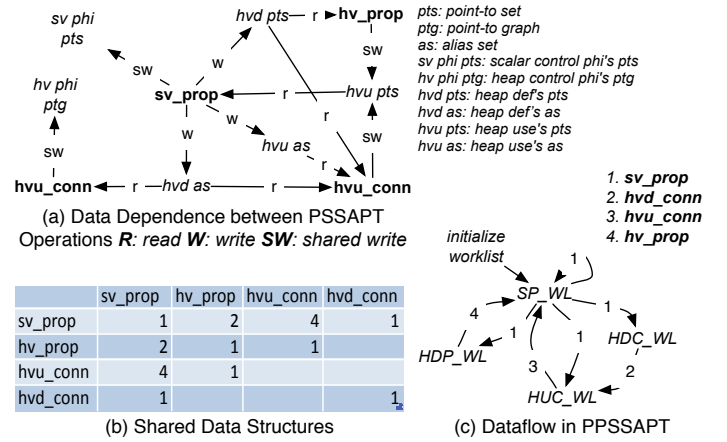 sv phi
pts
hvd pts
r
hv_prop
sw
w
sw
hv phi
ptg
sv_prop
r
hvu pts
w
w
r
sw
hvu as
r
sw
hvu_conn
r
hvd as
r
hvu_conn
pts: point-to set
ptg: point-to graph
as: alias set
sv phi pts: scalar control phi's pts
hv phi ptg: heap control phi's ptg
hvd pts: heap def's pts
hvd as: heap def's as
hvu pts: heap use's pts
hvu as: heap use's as
(a) Data Dependence between PSSAPT
Operations R: read W: write SW: shared write
sv_prop hv_prop hvu_conn hvd_conn
sv_prop 1 2 4 1
hv_prop 2 1 1
hvu_conn 4 1
hvd_conn 1 1
(b) Shared Data Structures
1. sv_prop
2. hvd_conn
3. hvu_conn
4. hv_prop
initialize
worklist
1
SP_WL
4
1
1
HDP_WL
HDC_WL
3
1
2
HUC_WL
(c) Dataflow in PPSSAPT